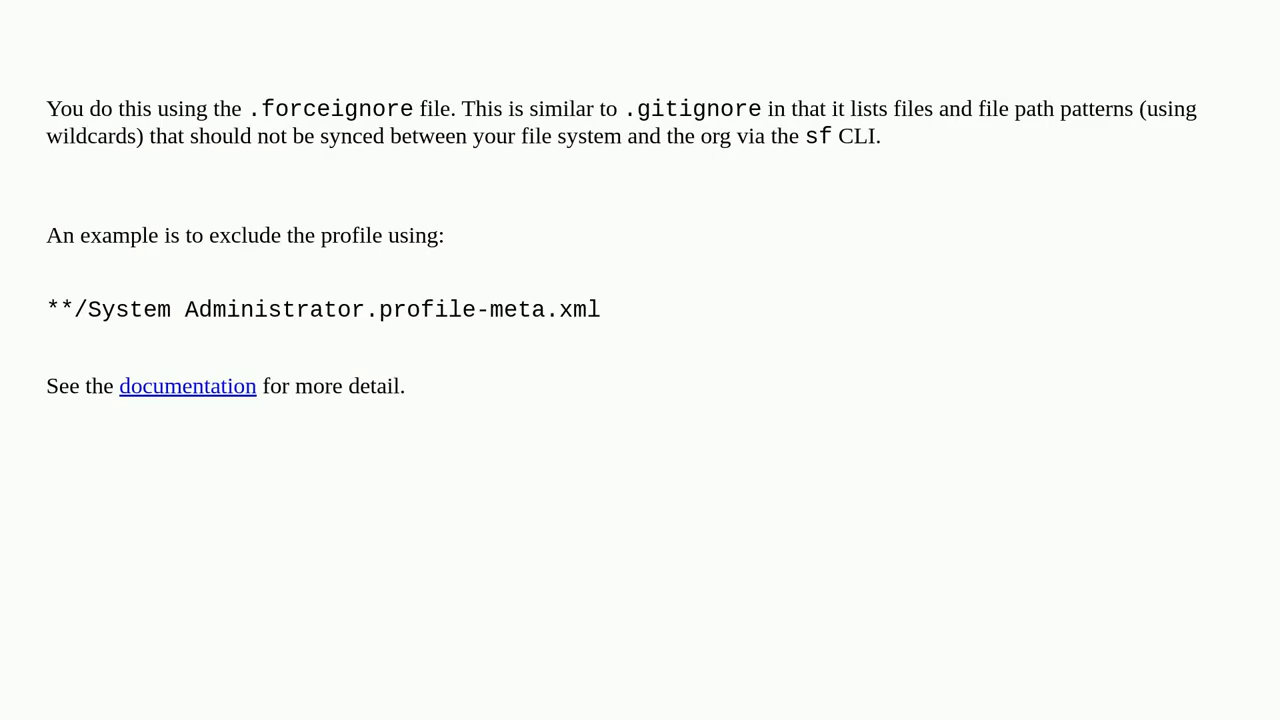 You do this using the .forceignore file. This is similar to .gitignore in that it lists files and file path patterns (using
wildcards) that should not be synced between your file system and the org via the sf CLI.
An example is to exclude the profile using:
**/System Administrator.profile-meta.xml
See the documentation for more detail.